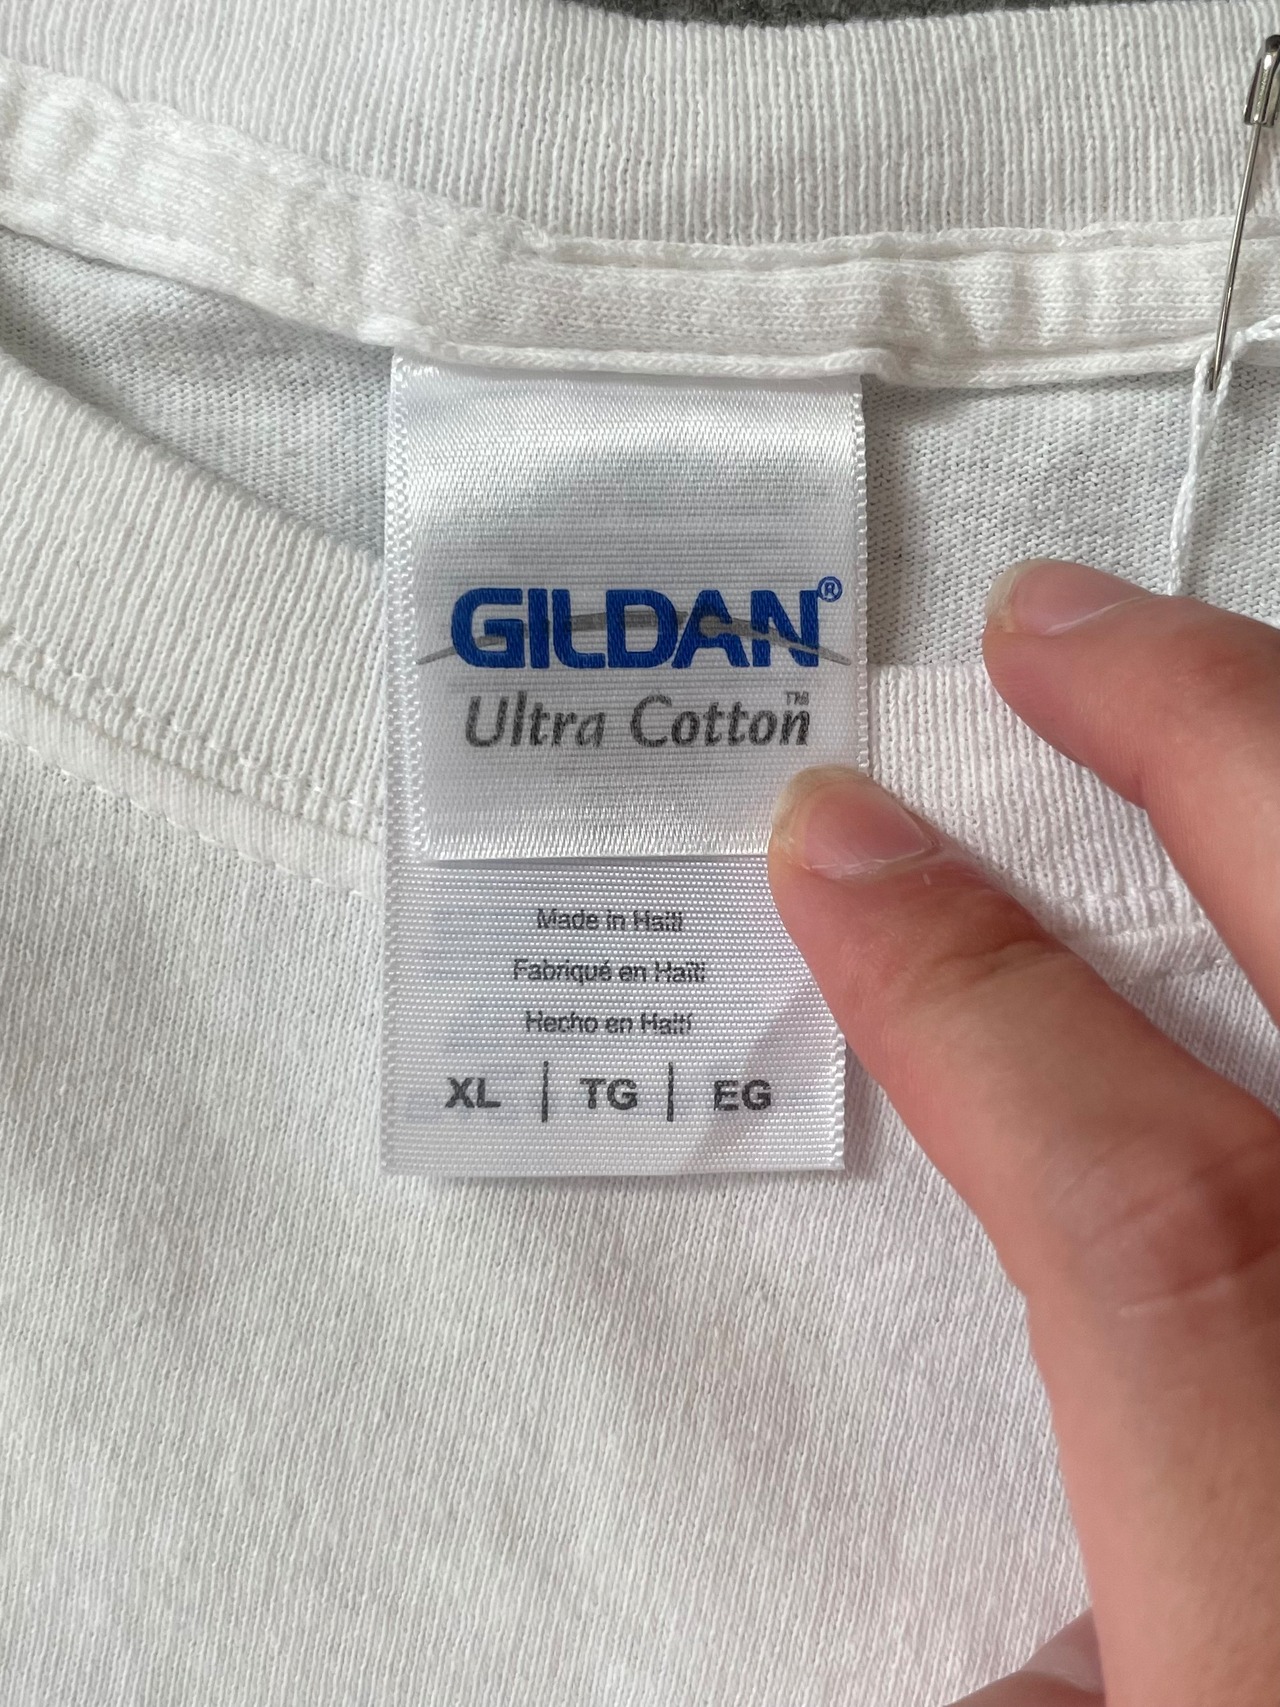 GILDAN®
Ultra Cotton™
Made in Haiti
Fabriqué en Haïti
Hecho en Haití
XL | TG | EG